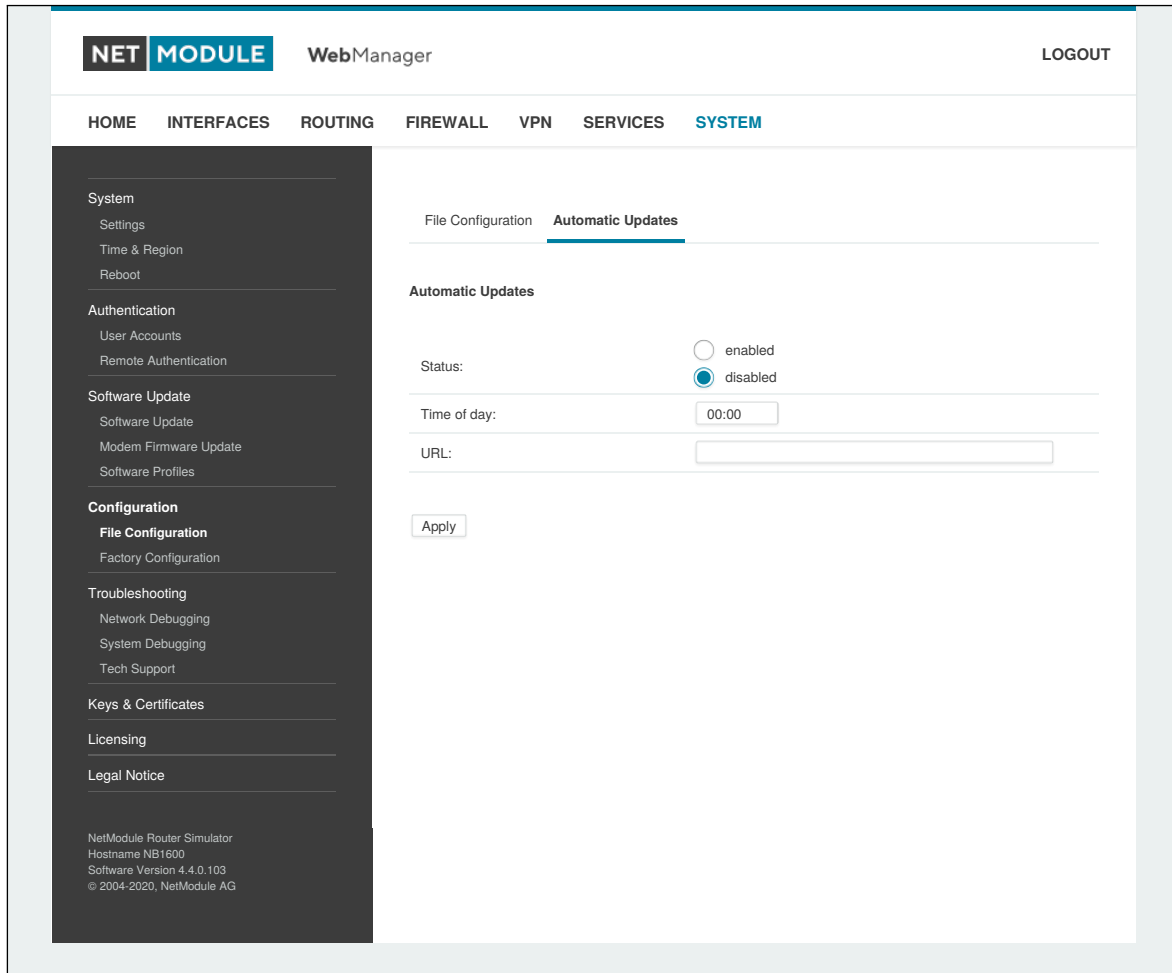 NET MODULE WebManager LOGOUT
HOME INTERFACES ROUTING FIREWALL VPN SERVICES SYSTEM
System
Settings
Time & Region
Reboot
Authentication
User Accounts
Remote Authentication
Software Update
Software Update
Modem Firmware Update
Software Profiles
Configuration
File Configuration
Factory Configuration
Troubleshooting
Network Debugging
System Debugging
Tech Support
Keys & Certificates
Licensing
Legal Notice
NetModule Router Simulator
Hostname NB1600
Software Version 4.4.0.103
© 2004-2020, NetModule AG
File Configuration Automatic Updates
Automatic Updates
Status:
enabled
disabled
Time of day: 00:00
URL:
Apply